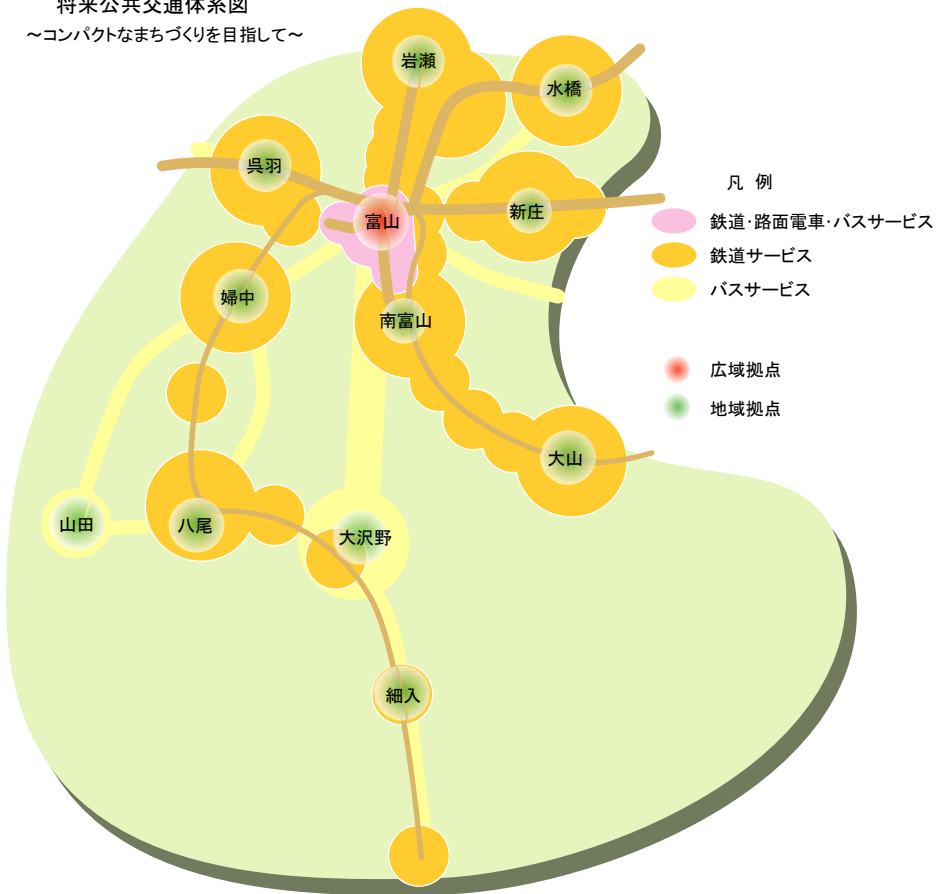 将来公共交通体系図
～コンパクトなまちづくりを目指して～
岩瀬
水橋
呉羽
富山
新庄
婦中
南富山
大山
山田
八尾
大沢野
細入
凡 例
鉄道・路面電車・バスサービス
鉄道サービス
バスサービス
広域拠点
地域拠点